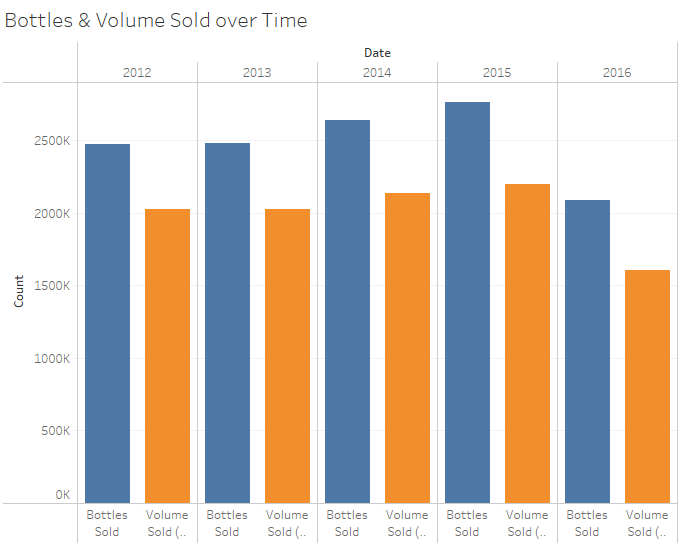 Bottles & Volume Sold over Time
Date
2012 2013 2014 2015 2016
2500K
2000K
1500K
1000K
500K
0K
Count
Bottles Volume Bottles Volume Bottles Volume Bottles Volume Bottles Volume
Sold Sold (.. Sold Sold (.. Sold Sold (.. Sold Sold (.. Sold Sold (..